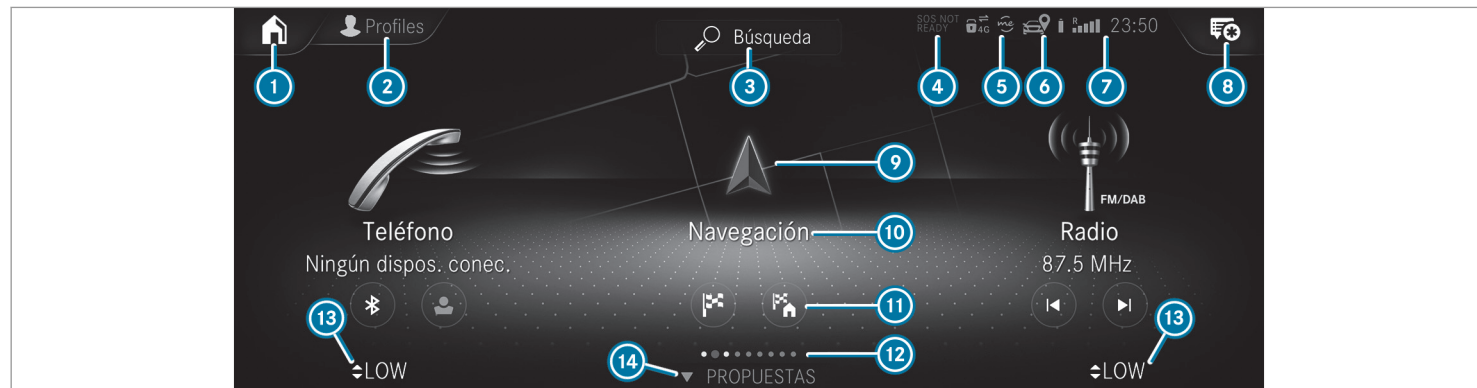 Profiles
Búsqueda
SOS NOT
READY
4G
me
R
23:50
1
2
3
4
5
6
7
8
9
FM/DAB
Teléfono
Navegación
10
Radio
Ningún dispos. conec.
87.5 MHz
11
13
13
12
14
LOW
PROPUESTAS
LOW